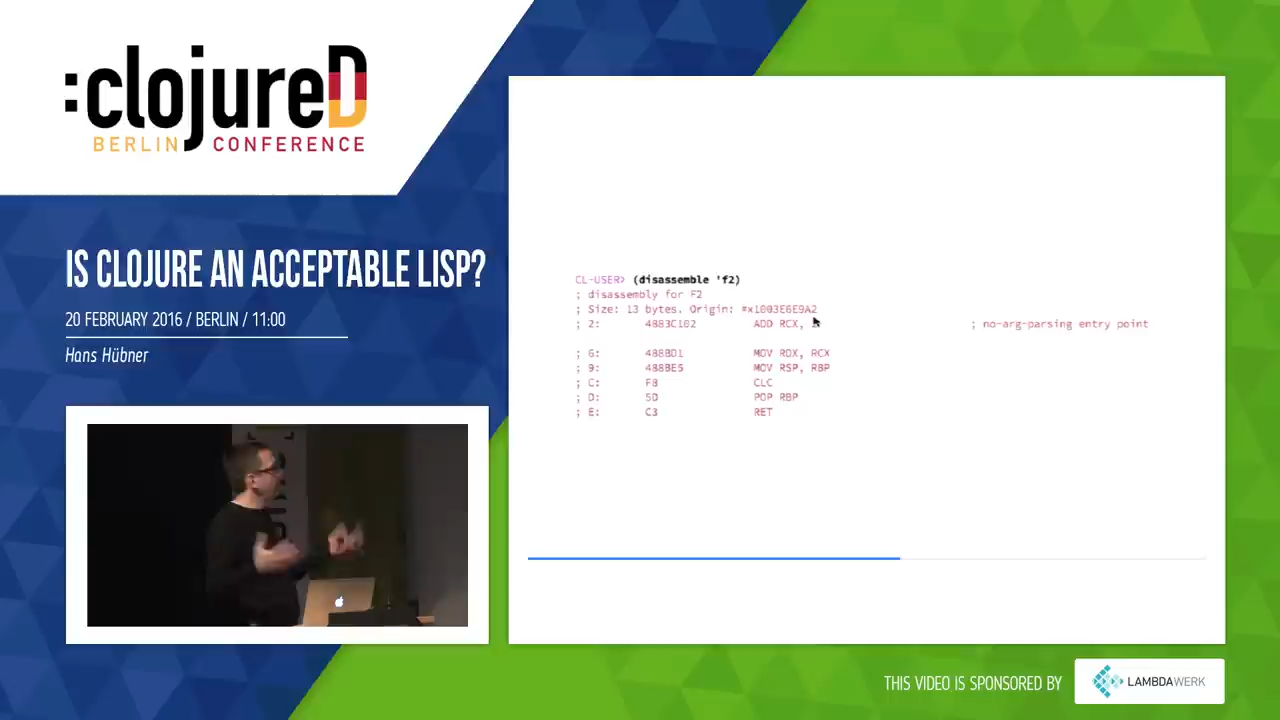 :clojureD
BERLIN CONFERENCE
IS CLOJURE AN ACCEPTABLE LISP?
20 FEBRUARY 2016 / BERLIN / 11:00
Hans Hübner
CL-USER> (disassemble 'f2)
; disassembly for F2
; Size: 13 bytes. Origin: #x1003E6E9A2
; 2: 4883C102 ADD RCX, ; no-arg-parsing entry point
; 6: 488BD1 MOV RDX, RCX
; 9: 488BE5 MOV RSP, RBP
; C: F8 CLC
; D: 5D POP RBP
; E: C3 RET
THIS VIDEO IS SPONSORED BY
LAMBDAWERK